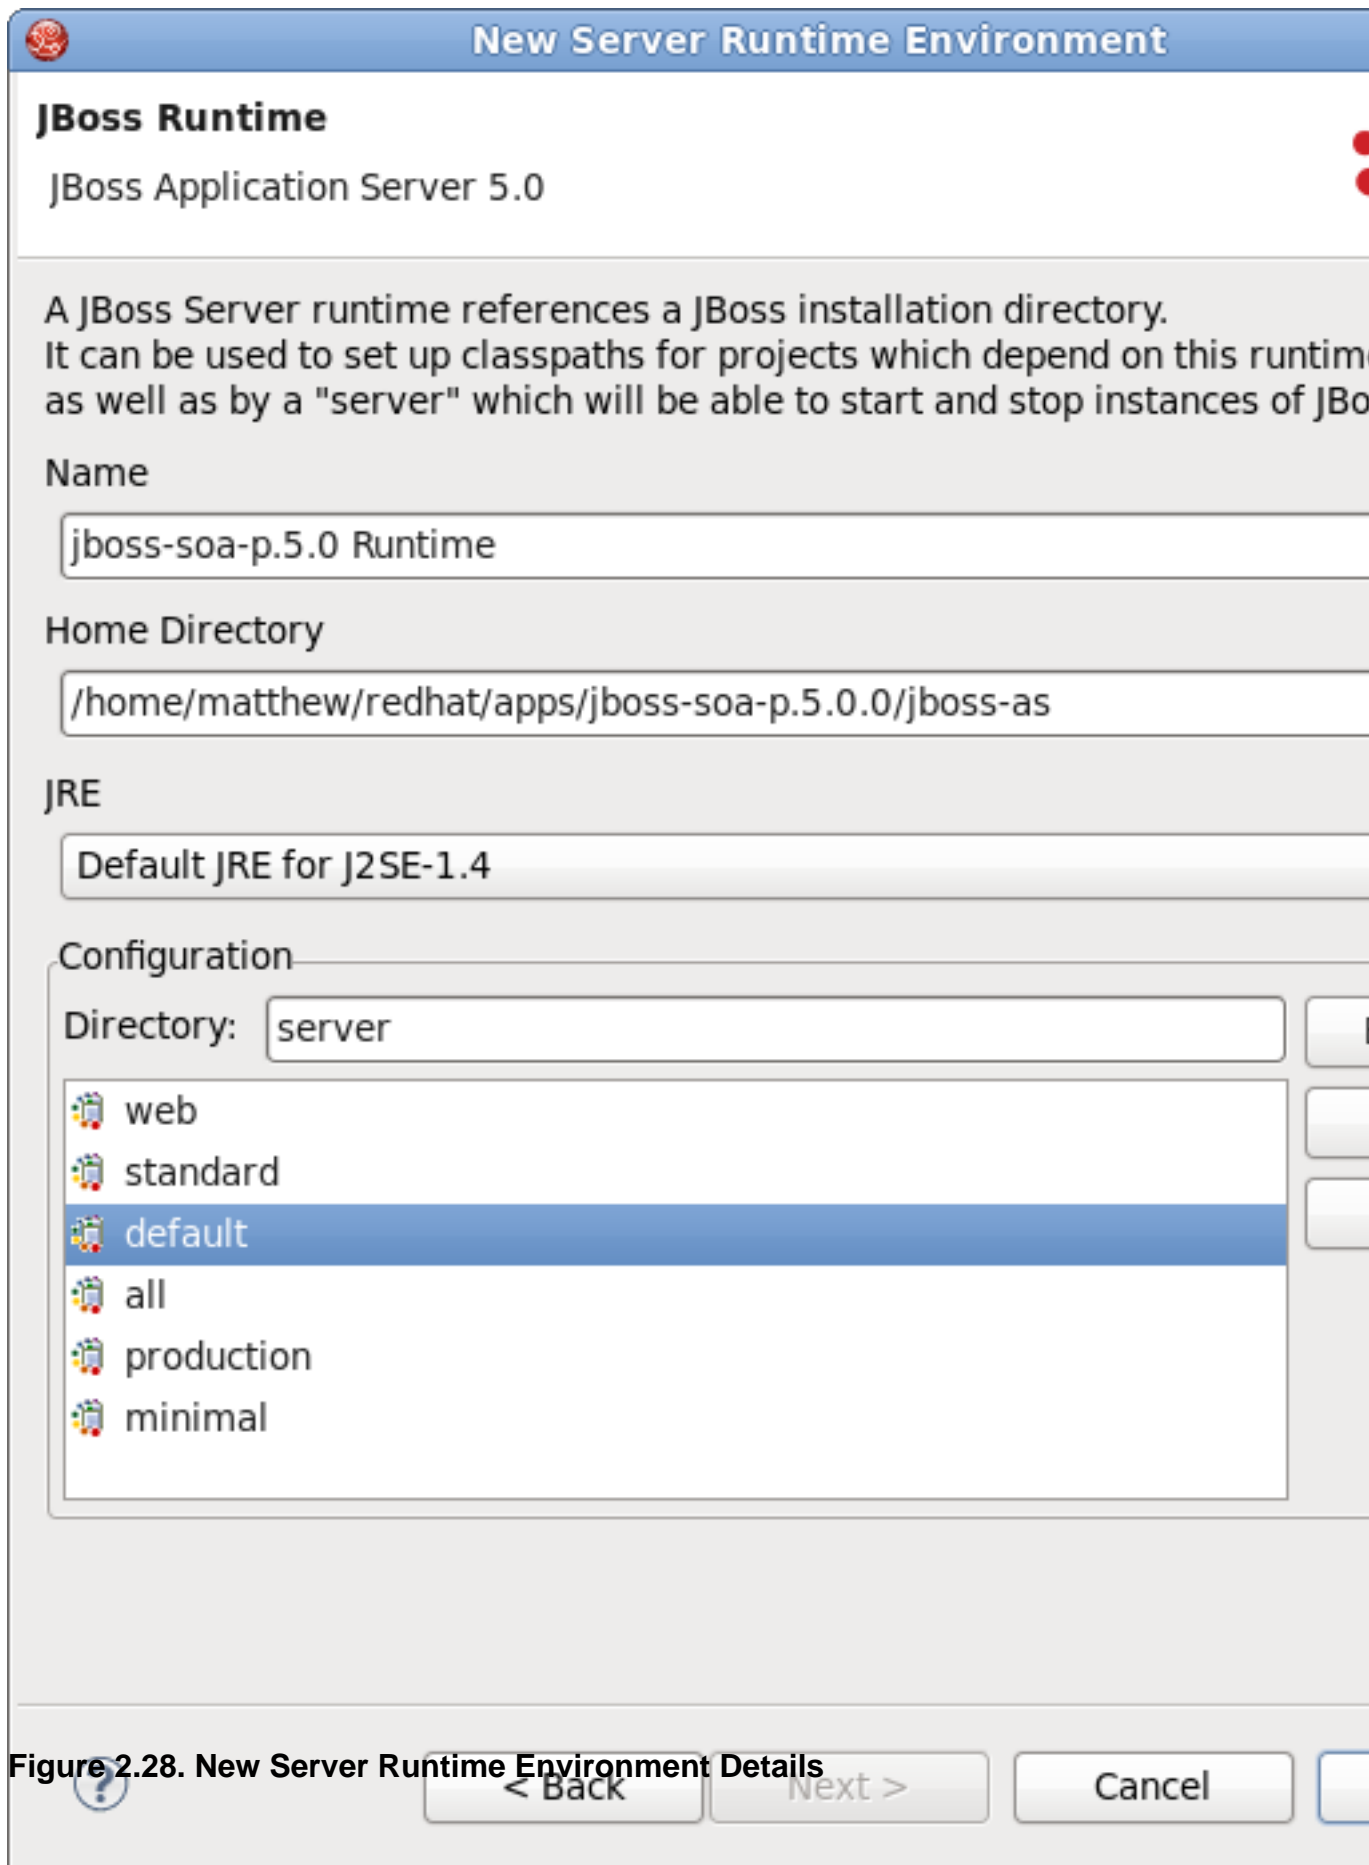 New Server Runtime Environment
JBoss Runtime
JBoss Application Server 5.0
A JBoss Server runtime references a JBoss installation directory.
It can be used to set up classpaths for projects which depend on this
as well as by a "server" which will be able to start and stop instances of
Name
jboss-soa-p.5.0 Runtime
Home Directory
/home/matthew/redhat/apps/jboss-soa-p.5.0.0/jboss-as
JRE
Default JRE for J2SE-1.4
Configuration
Directory: server
web
standard
default
all
production
minimal
Figure 2.28. New Server Runtime Environment Details
? < Back Next > Cancel